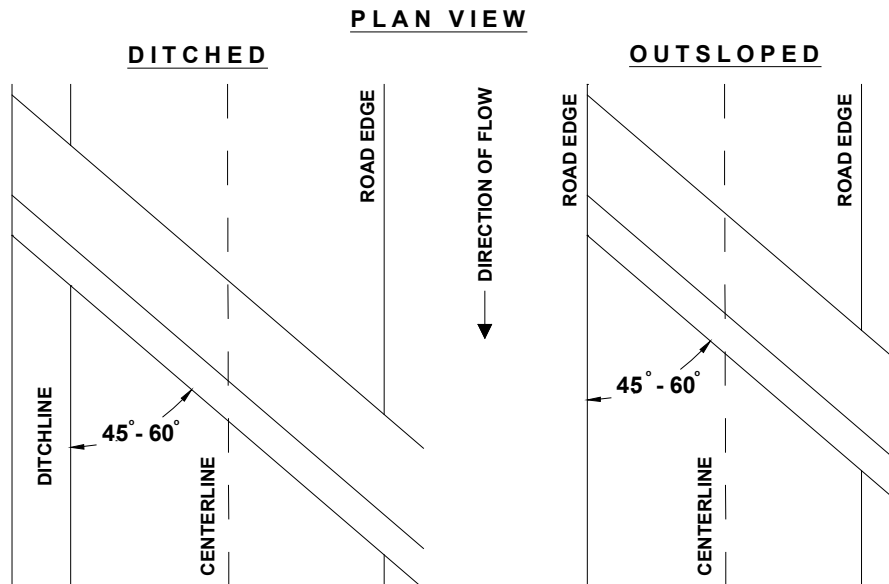 PLAN VIEW
DITCHED
OUTSLOPED
ROAD EDGE
DIRECTION OF FLOW
ROAD EDGE
ROAD EDGE
DITCHLINE
45° - 60°
CENTERLINE
45° - 60°
CENTERLINE